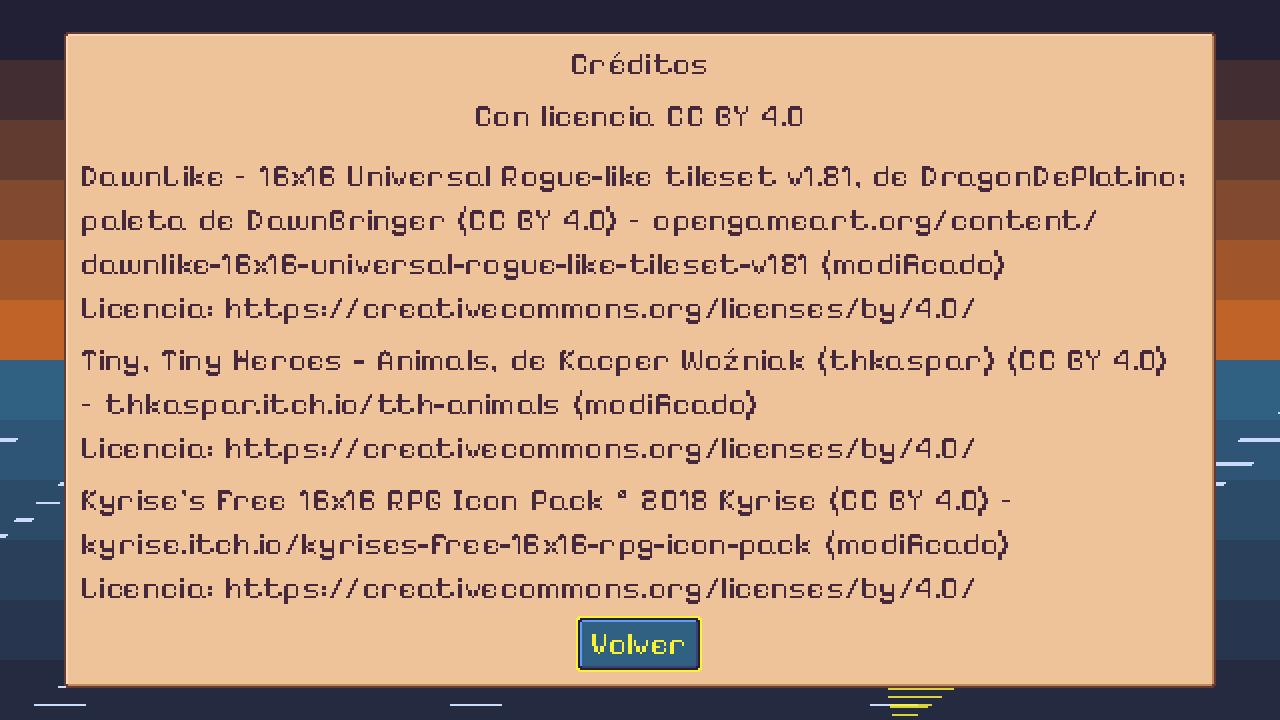 Créditos
Con licencia CC BY 4.0
DawnLike - 16x16 Universal Rogue-like tileset v1.81, de DragonDePlatino;
paleta de DawnBringer (CC BY 4.0) - opengameart.org/content/
dawnlike-16x16-universal-rogue-like-tileset-v181 (modificado)
Licencia: https://creativecommons.org/licenses/by/4.0/
Tiny, Tiny Heroes - Animals, de Kacper Woźniak (thkaspar) (CC BY 4.0)
- thkaspar.itch.io/tth-animals (modificado)
Licencia: https://creativecommons.org/licenses/by/4.0/
Kyrise's Free 16x16 RPG Icon Pack © 2018 Kyrise (CC BY 4.0) -
kyrise.itch.io/kyrises-free-16x16-rpg-icon-pack (modificado)
Licencia: https://creativecommons.org/licenses/by/4.0/
Volver